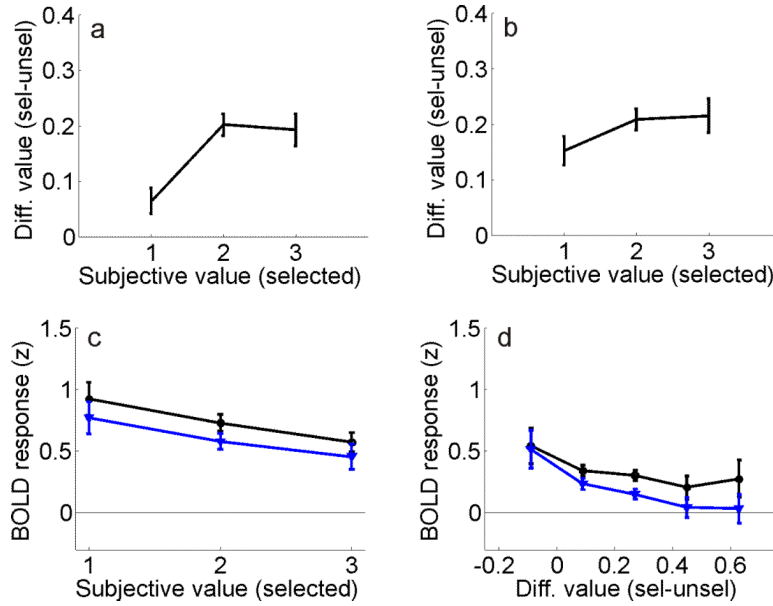 a
Diff. value (sel-unsel)
0.4
0.3
0.2
0.1
0
1 2 3
Subjective value (selected)
b
Diff. value (sel-unsel)
0.4
0.3
0.2
0.1
0
1 2 3
Subjective value (selected)
c
BOLD response (z)
1.5
1
0.5
0
1 2 3
Subjective value (selected)
d
BOLD response (z)
1.5
1
0.5
0
-0.2 0 0.2 0.4 0.6
Diff. value (sel-unsel)